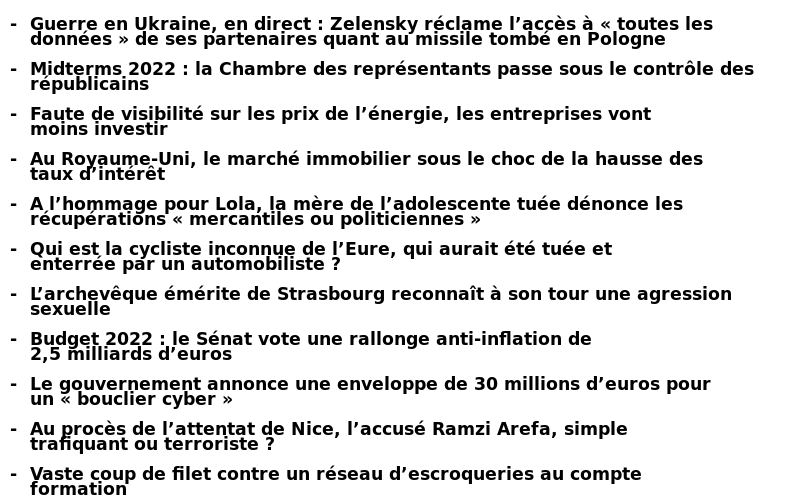 - Guerre en Ukraine, en direct : Zelensky réclame l’accès à « toutes les
données » de ses partenaires quant au missile tombé en Pologne
- Midterms 2022 : la Chambre des représentants passe sous le contrôle des
républicains
- Faute de visibilité sur les prix de l’énergie, les entreprises vont
moins investir
- Au Royaume-Uni, le marché immobilier sous le choc de la hausse des
taux d’intérêt
- A l’hommage pour Lola, la mère de l’adolescente tuée dénonce les
récupérations « mercantiles ou politiciennes »
- Qui est la cycliste inconnue de l’Eure, qui aurait été tuée et
enterrée par un automobiliste ?
- L’archevêque émérite de Strasbourg reconnaît à son tour une agression
sexuelle
- Budget 2022 : le Sénat vote une rallonge anti-inflation de
2,5 milliards d’euros
- Le gouvernement annonce une enveloppe de 30 millions d’euros pour
un « bouclier cyber »
- Au procès de l’attentat de Nice, l’accusé Ramzi Arefa, simple
trafiquant ou terroriste ?
- Vaste coup de filet contre un réseau d’escroqueries au compte
formation